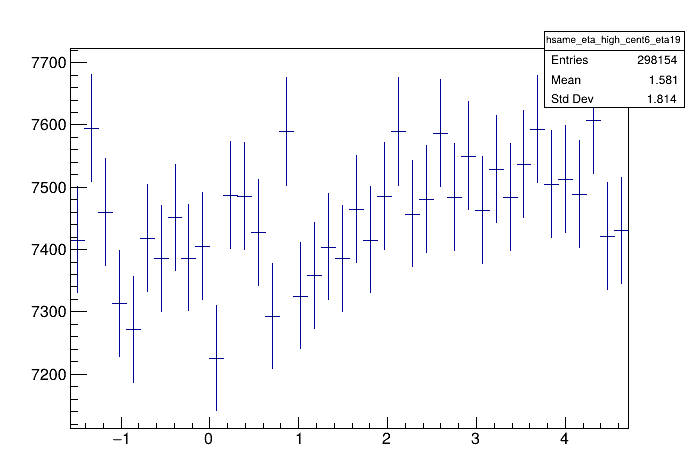 hsame_eta_high_cent6_eta19
Entries 298154
Mean 1.581
Std Dev 1.814
7700
7600
7500
7400
7300
7200
−1 0 1 2 3 4